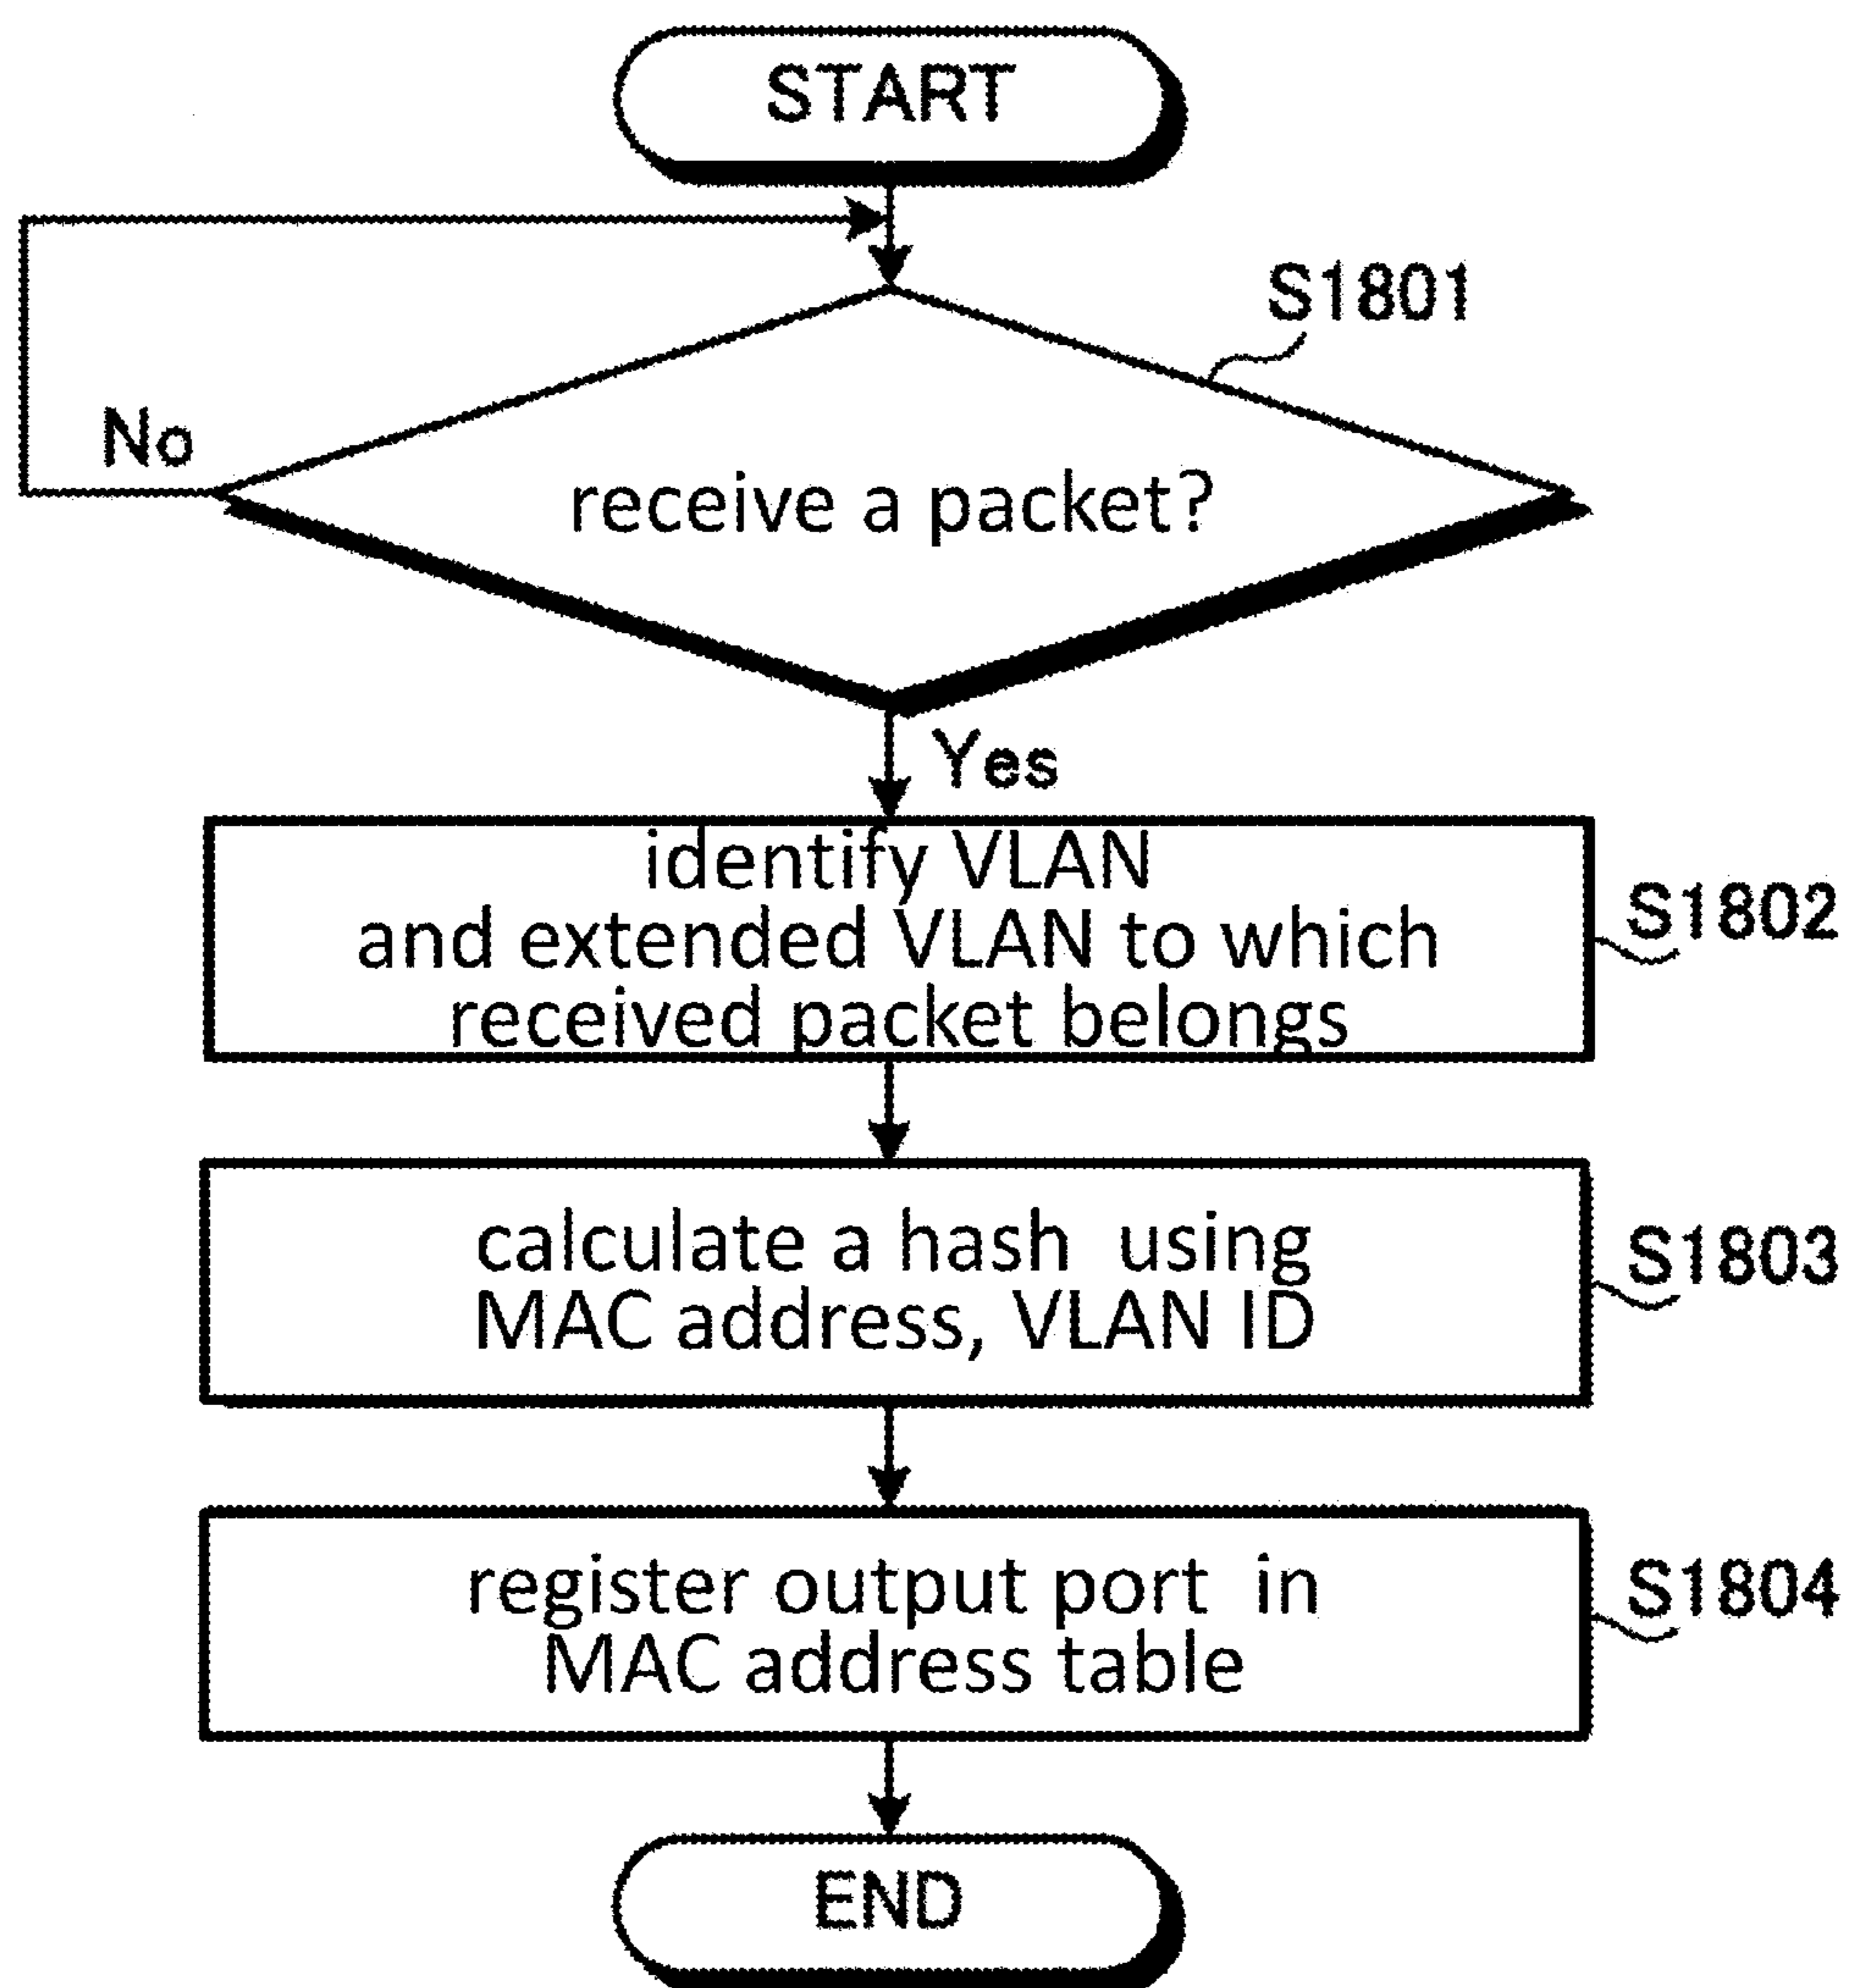 START
S1801
No
receive a packet?
Yes
identify VLAN
and extended VLAN to which
received packet belongs
S1802
calculate a hash using
MAC address, VLAN ID
S1803
register output port in
MAC address table
S1804
END